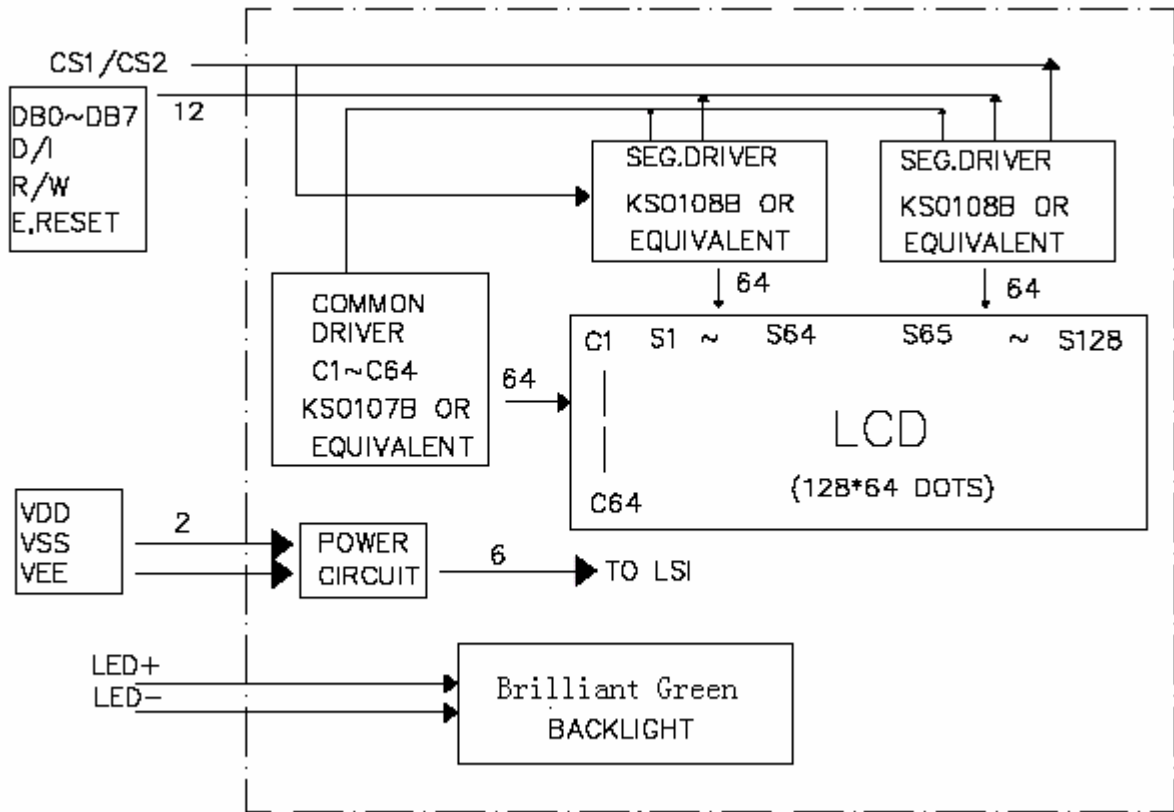 CS1/CS2
DB0~DB7
D/I
R/W
E.RESET
12
SEG.DRIVER
KS0108B OR
EQUIVALENT
SEG.DRIVER
KS0108B OR
EQUIVALENT
64
64
COMMON
DRIVER
C1~C64
KS0107B OR
EQUIVALENT
64
C1 S1 ~ S64 S65 ~ S128
LCD
(128*64 DOTS)
C64
VDD
VSS
VEE
2
POWER
CIRCUIT
6
TO LSI
LED+
LED-
Brilliant Green
BACKLIGHT